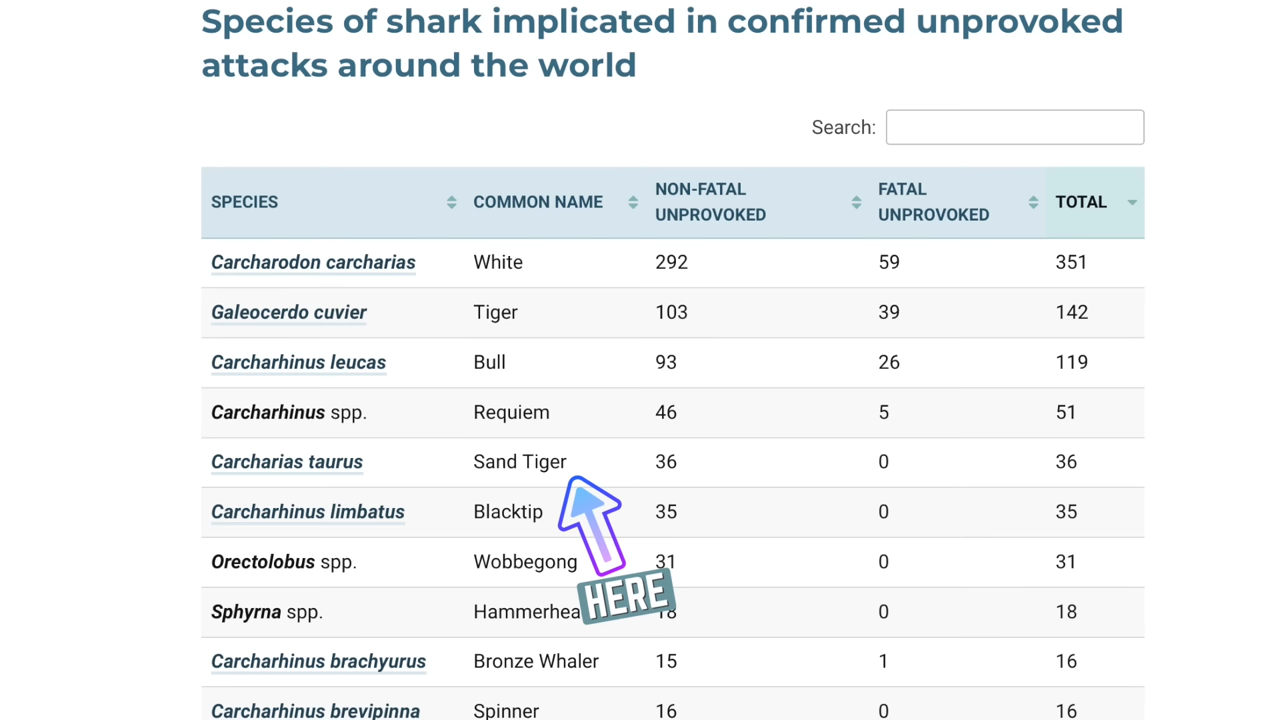 Species of shark implicated in confirmed unprovoked
attacks around the world
Search:
SPECIES COMMON NAME NON-FATAL UNPROVOKED FATAL UNPROVOKED TOTAL
Carcharodon carcharias White 292 59 351
Galeocerdo cuvier Tiger 103 39 142
Carcharhinus leucas Bull 93 26 119
Carcharhinus spp. Requiem 46 5 51
Carcharias taurus Sand Tiger 36 0 36
Carcharhinus limbatus Blacktip 35 0 35
Orectolobus spp. Wobbegong 31 0 31
HERE
Sphyrna spp. Hammerhea 18 0 18
Carcharhinus brachyurus Bronze Whaler 15 1 16
Carcharhinus brevipinna Spinner 16 0 16